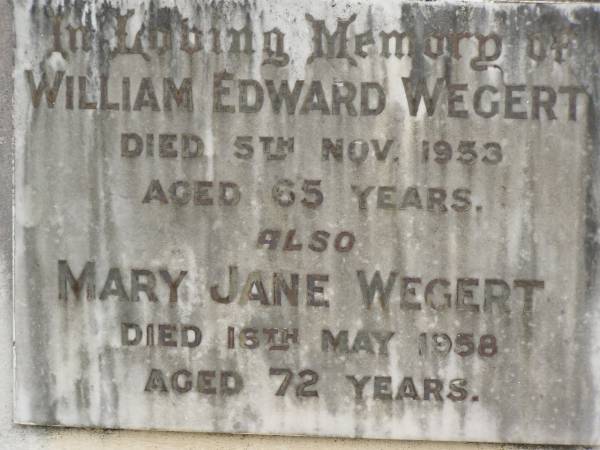 In Loving Memory of
WILLIAM EDWARD WEGERT
DIED 5TH NOV. 1953
AGED 65 YEARS.
ALSO
MARY JANE WEGERT
DIED 16TH MAY 1958
AGED 72 YEARS.